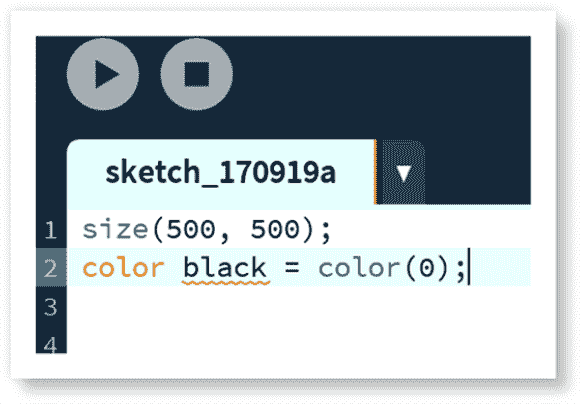 sketch_170919a
1 size(500, 500);
2 color black = color(0);
3
4